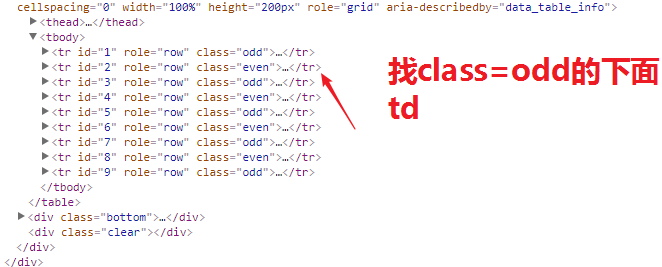 cellspacing="0" width="100%" height="200px" role="grid" aria-describedby="data_table_info">
<thead>…</thead>
<tbody>
<tr id="1" role="row" class="odd">…</tr>
<tr id="2" role="row" class="even">…</tr>
<tr id="3" role="row" class="odd">…</tr>
<tr id="4" role="row" class="even">…</tr>
<tr id="5" role="row" class="odd">…</tr>
<tr id="6" role="row" class="even">…</tr>
<tr id="7" role="row" class="odd">…</tr>
<tr id="8" role="row" class="even">…</tr>
<tr id="9" role="row" class="odd">…</tr>
</tbody>
</table>
<div class="bottom">…</div>
<div class="clear"></div>
</div>
</div>
找class=odd的下面
td